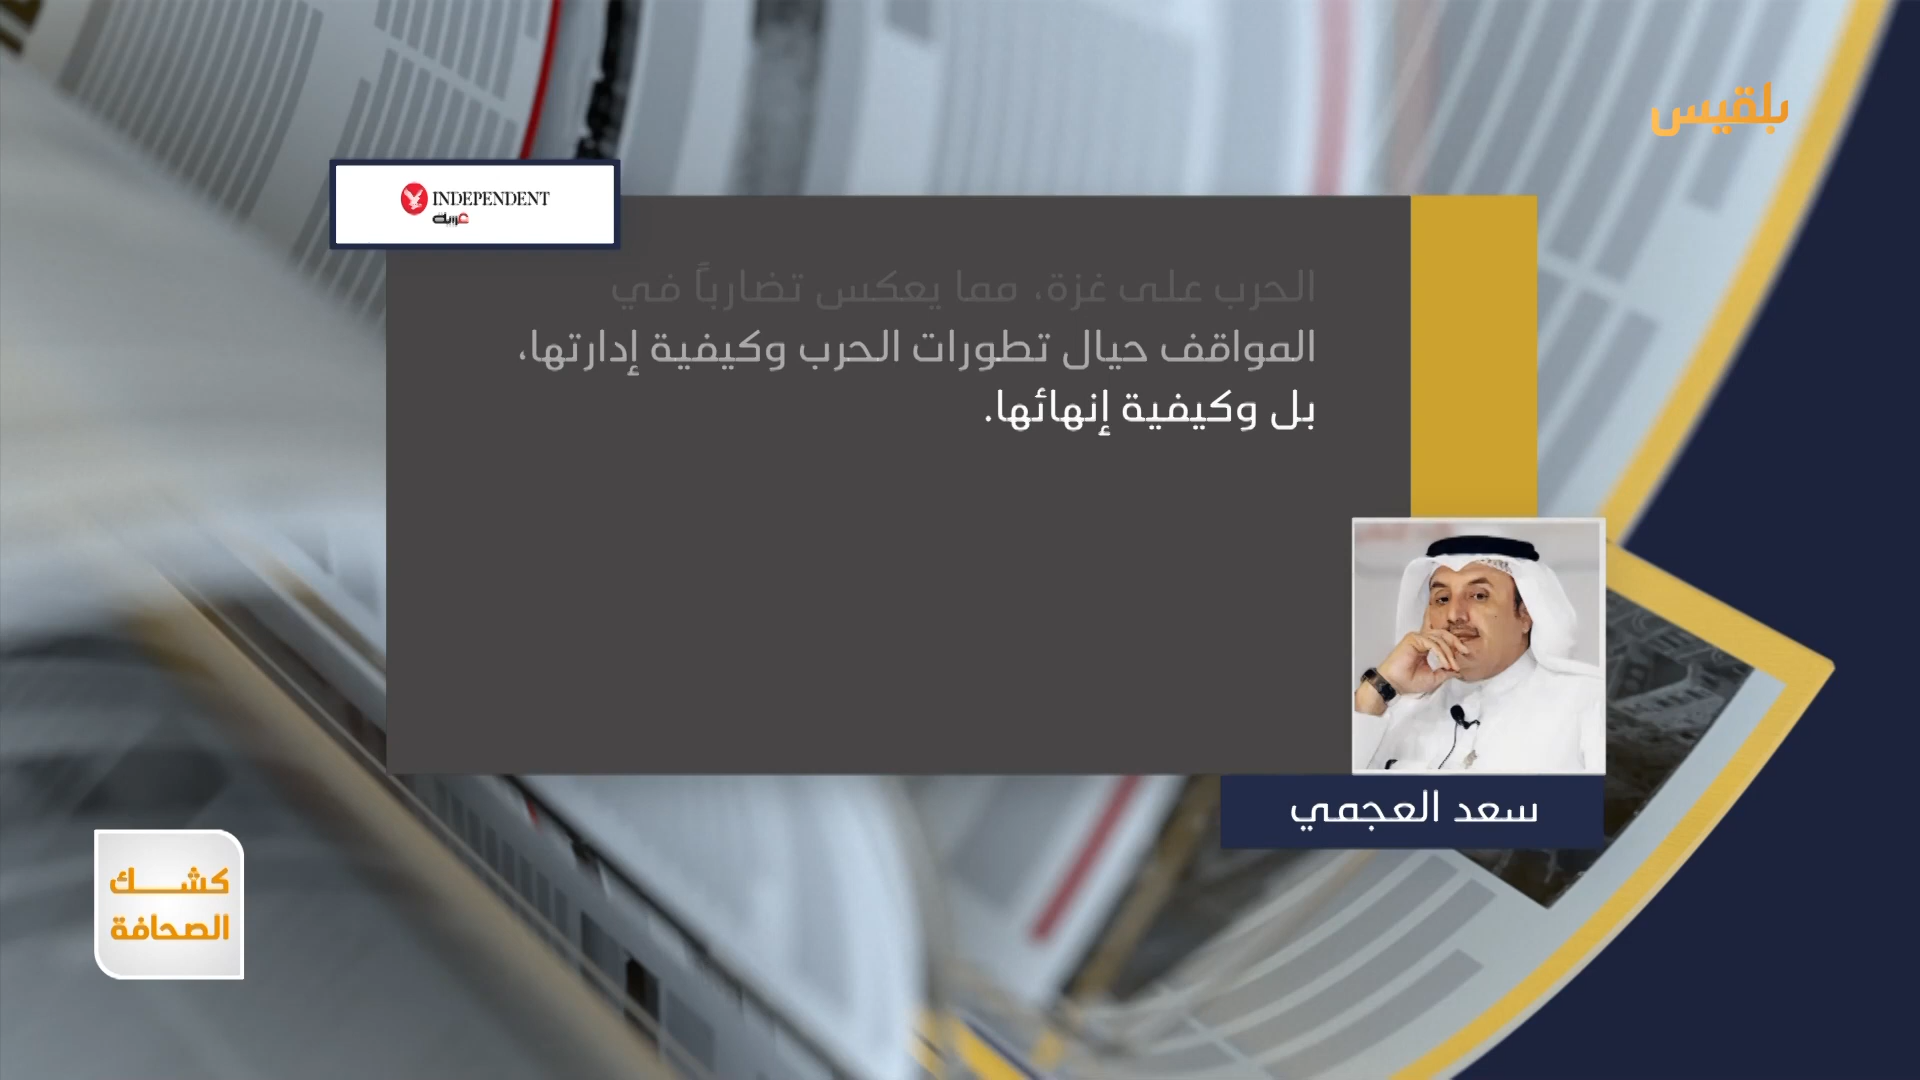 بلقيس
INDEPENDENT
عربية
الحرب على غزة، مما يعكس تضارباً في
المواقف حيال تطورات الحرب وكيفية إدارتها،
بل وكيفية إنهائها.
سعد العجمي
كشك
الصحافة